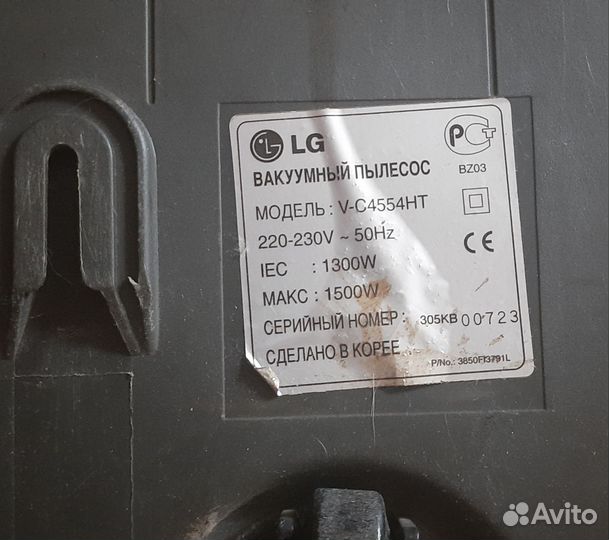 LG
РСТ
BZ03
ВАКУУМНЫЙ ПЫЛЕСОС
МОДЕЛЬ: V-C4554HT
220-230V ~ 50Hz
IEC : 1300W
CE
МАКС : 1500W
СЕРИЙНЫЙ НОМЕР : 305KB 00723
СДЕЛАНО В КОРЕЕ
P/No.: 3850FI3791L
Avito